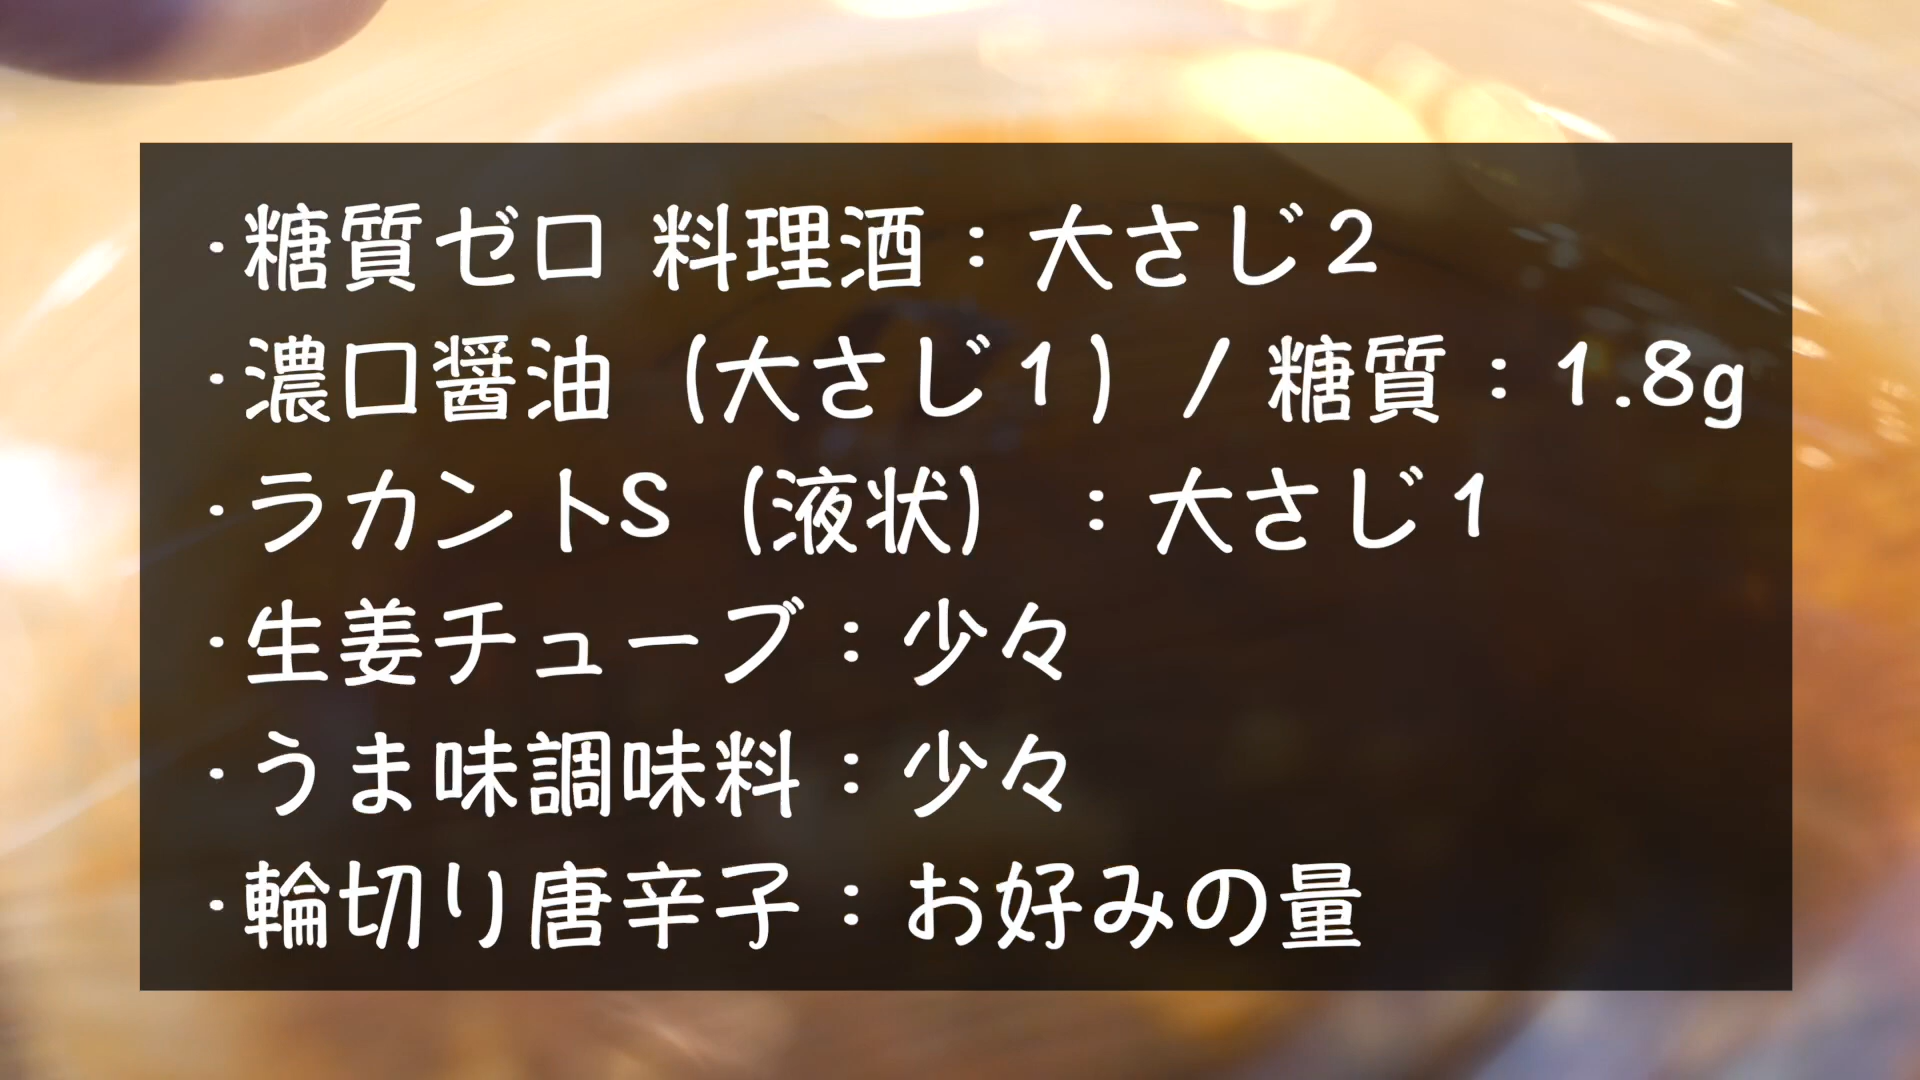 ・糖質ゼロ 料理酒：大さじ２
・濃口醤油（大さじ１）/ 糖質：１.８g
・ラカントS（液状）：大さじ１
・生姜チューブ：少々
・うま味調味料：少々
・輪切り唐辛子：お好みの量